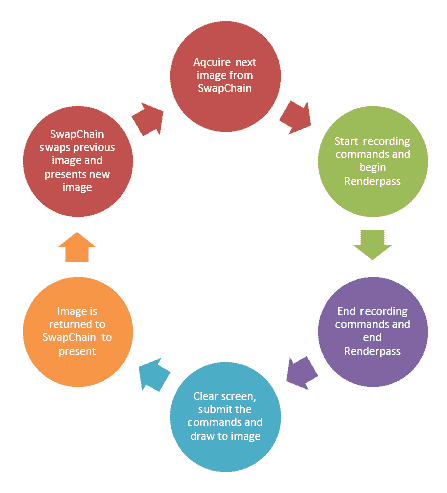 Aqcuire next
image from
SwapChain
Start recording
commands and
begin
Renderpass
End recording
commands and
end
Renderpass
Clear screen,
submit the
commands and
draw to image
Image is
returned to
SwapChain to
present
SwapChain
swaps previous
image and
presents new
image